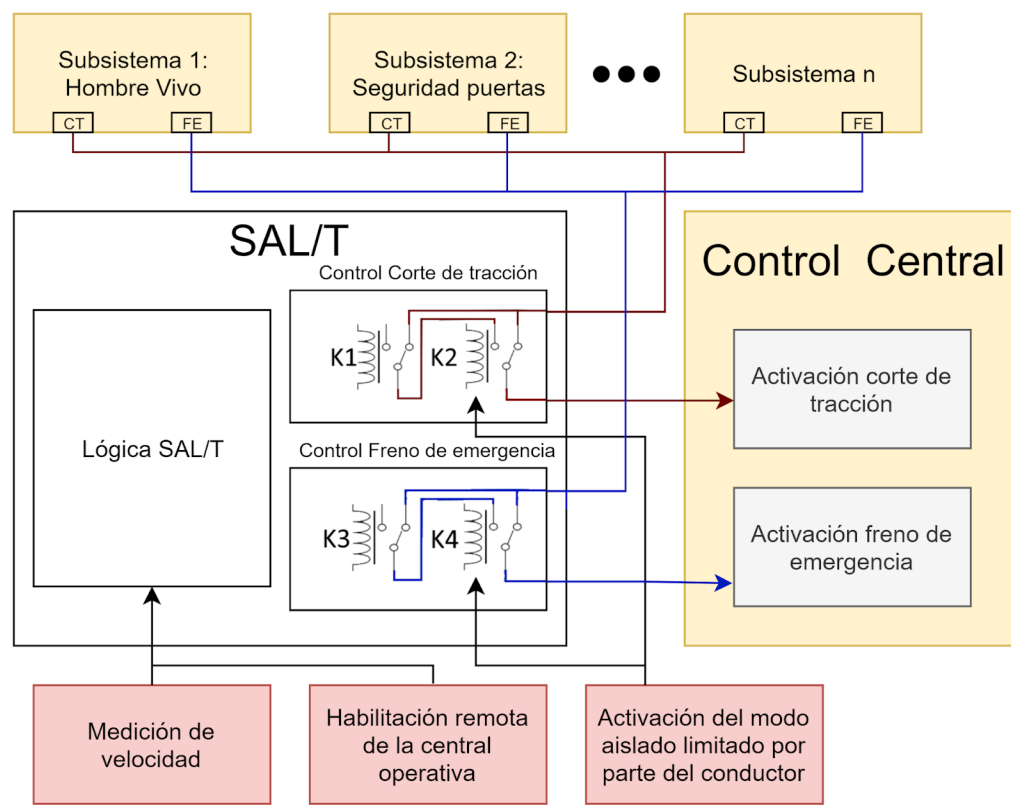 Subsistema 1:
Hombre Vivo
CT
FE
Subsistema 2:
Seguridad puertas
CT
FE
Subsistema n
CT
FE
SAL/T
Control Corte de tracción
K1
K2
Lógica SAL/T
Control Freno de emergencia
K3
K4
Control Central
Activación corte de
tracción
Activación freno de
emergencia
Medición de
velocidad
Habilitación remota
de la central
operativa
Activación del modo
aislado limitado por
parte del conductor